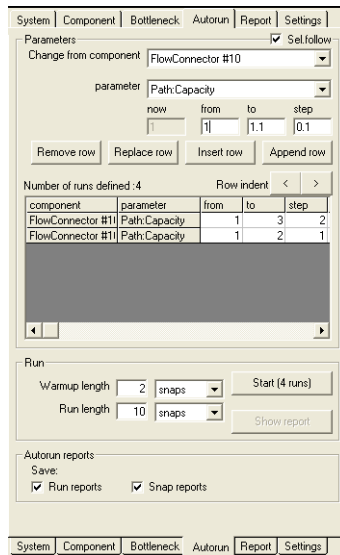 System Component Bottleneck Autorun Report Settings
Parameters Sel.follow
Change from component FlowConnector #10
parameter Path:Capacity
now from to step
1 1 1.1 0.1
Remove row Replace row Insert row Append row
Number of runs defined :4 Row indent < >
component parameter from to step
FlowConnector #1 Path:Capacity 1 3 2
FlowConnector #1 Path:Capacity 1 2 1
Run
Warmup length 2 snaps Start (4 runs)
Run length 10 snaps Show report
Autorun reports
Save:
Run reports Snap reports
System Component Bottleneck Autorun Report Settings